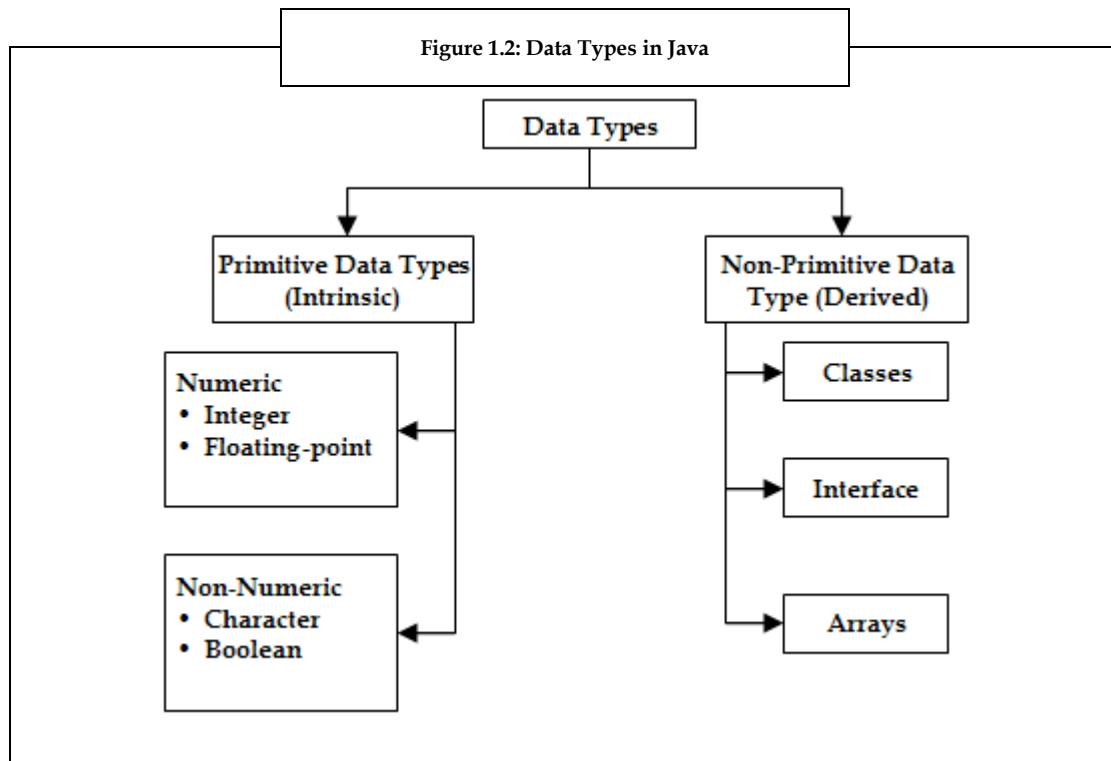 Figure 1.2: Data Types in Java
Data Types
Primitive Data Types
(Intrinsic)
Numeric
• Integer
• Floating-point
Non-Numeric
• Character
• Boolean
Non-Primitive Data
Type (Derived)
Classes
Interface
Arrays